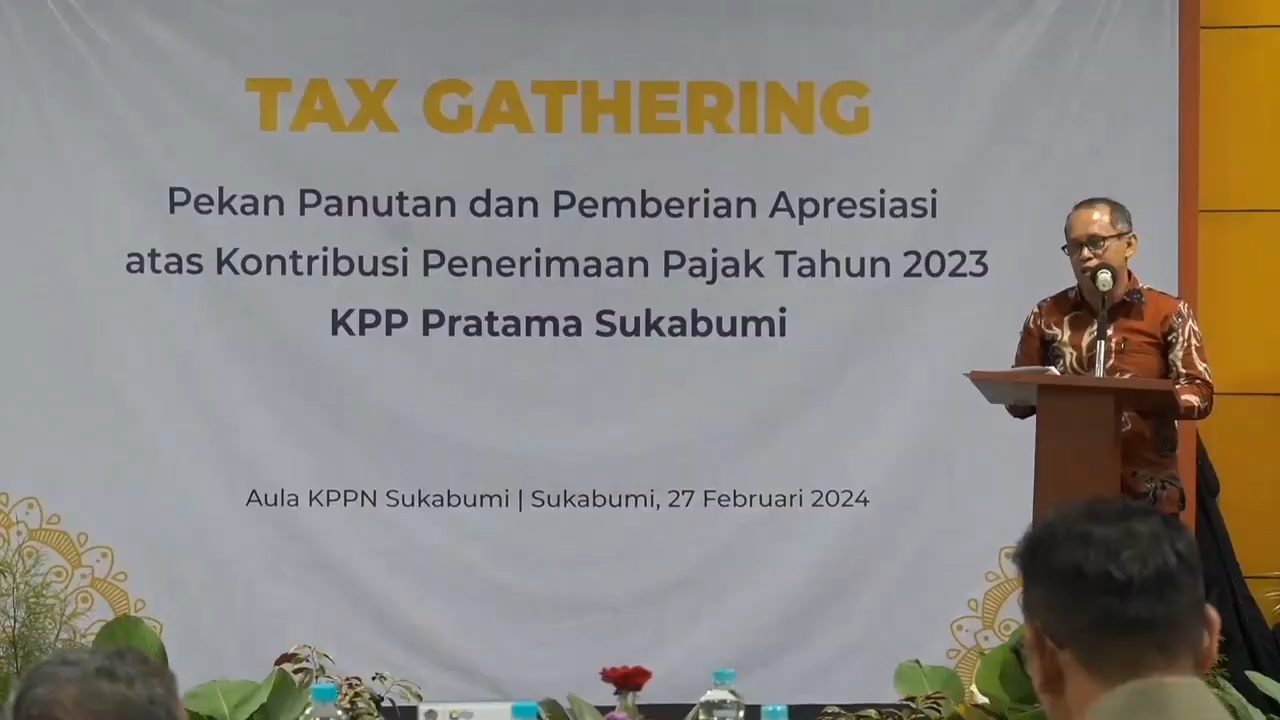 TAX GATHERING
Pekan Panutan dan Pemberian Apresiasi
atas Kontribusi Penerimaan Pajak Tahun 2023
KPP Pratama Sukabumi
Aula KPPN Sukabumi | Sukabumi, 27 Februari 2024